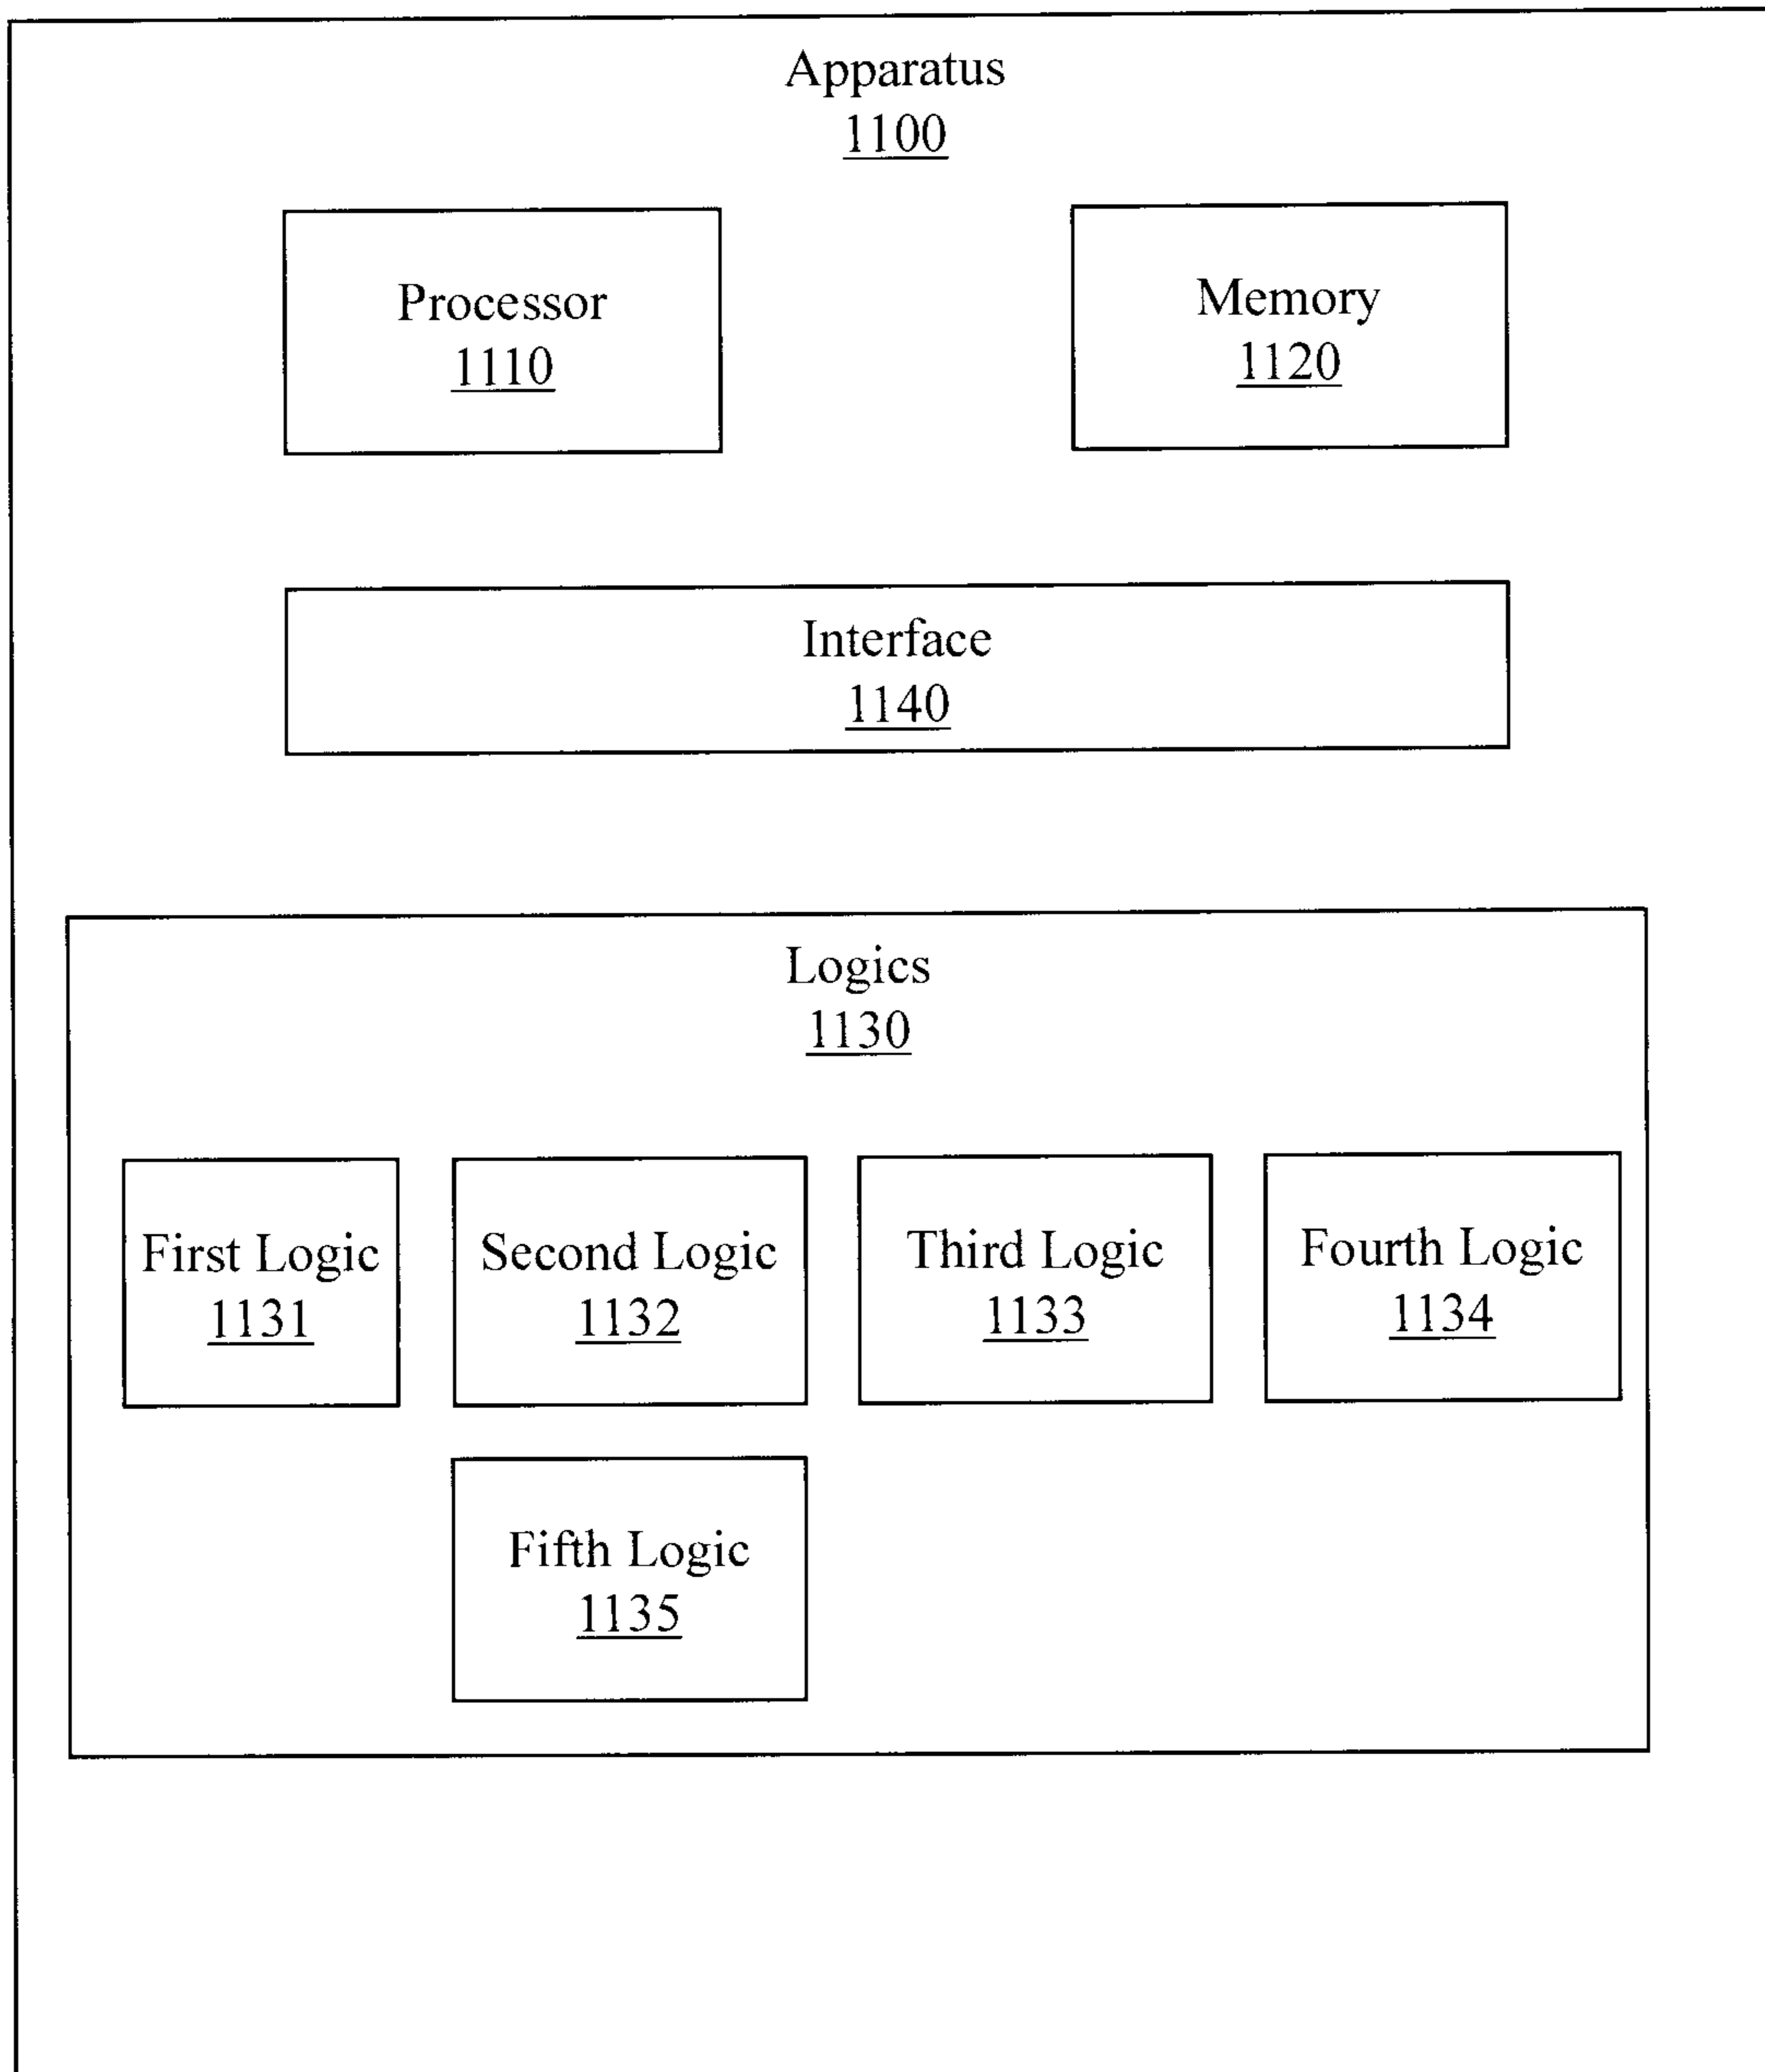 Apparatus
1100
Processor
1110
Memory
1120
Interface
1140
Logics
1130
First Logic
1131
Second Logic
1132
Third Logic
1133
Fourth Logic
1134
Fifth Logic
1135